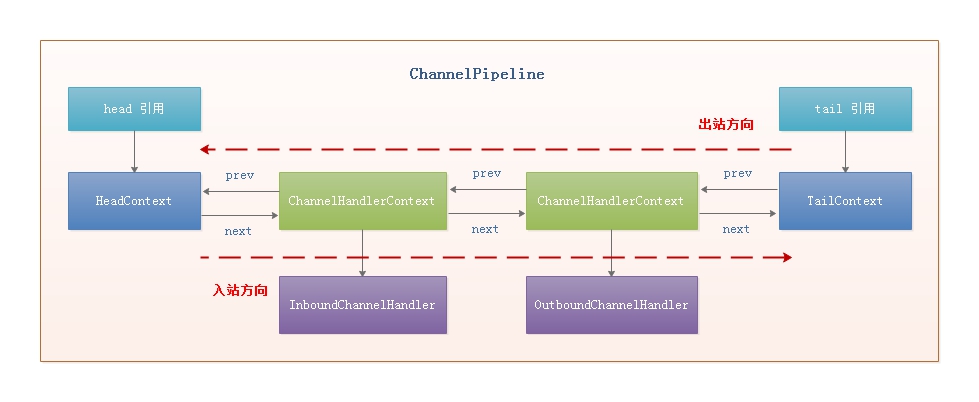 ChannelPipeline
head 引用
tail 引用
出站方向
prev
prev
prev
HeadContext
ChannelHandlerContext
ChannelHandlerContext
TailContext
next
next
next
入站方向
InboundChannelHandler
OutboundChannelHandler